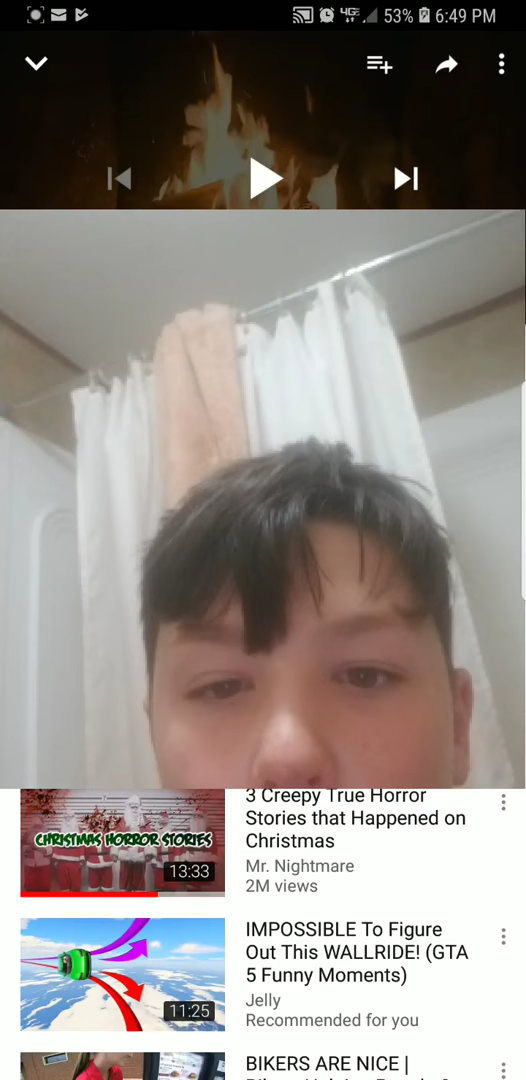 4GE 53% 6:49 PM
3 Creepy True Horror
Stories that Happened on
Christmas
Mr. Nightmare
2M views
CHRISTMAS HORROR STORIES
13:33
IMPOSSIBLE To Figure
Out This WALLRIDE! (GTA
5 Funny Moments)
Jelly
Recommended for you
11:25
BIKERS ARE NICE |